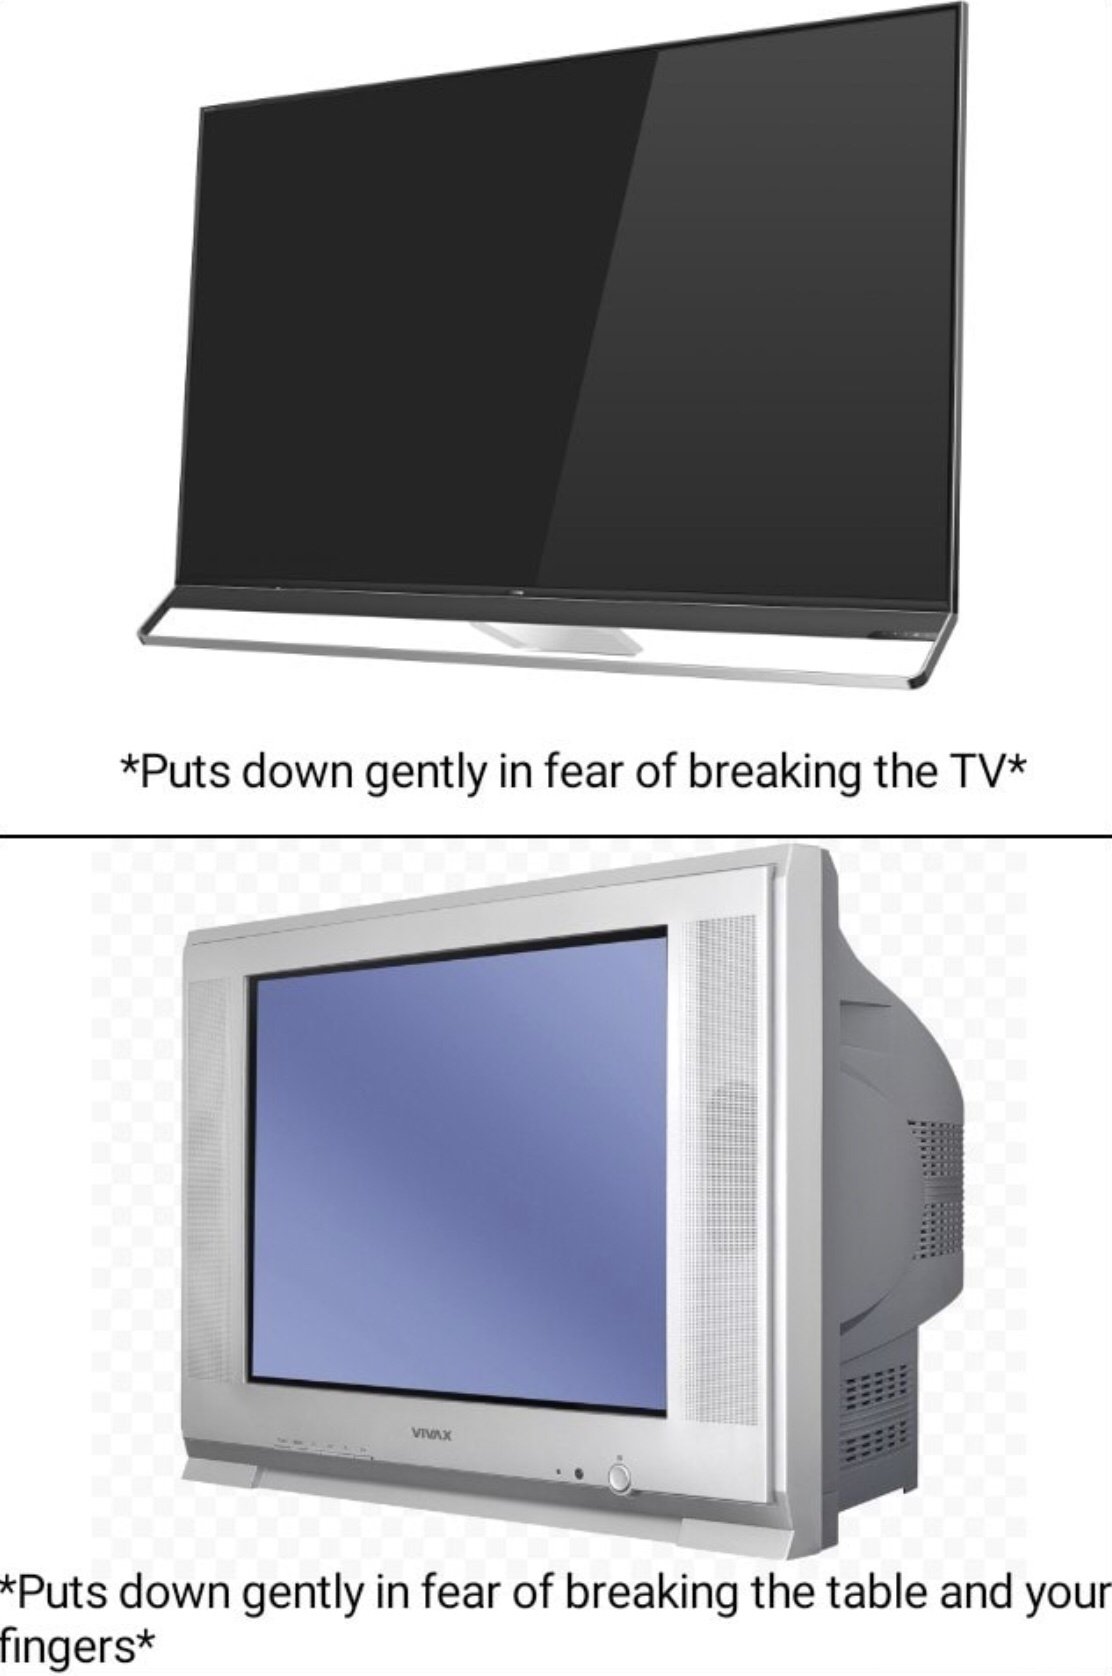 *Puts down gently in fear of breaking the TV*
VIVAX
*Puts down gently in fear of breaking the table and your
fingers*